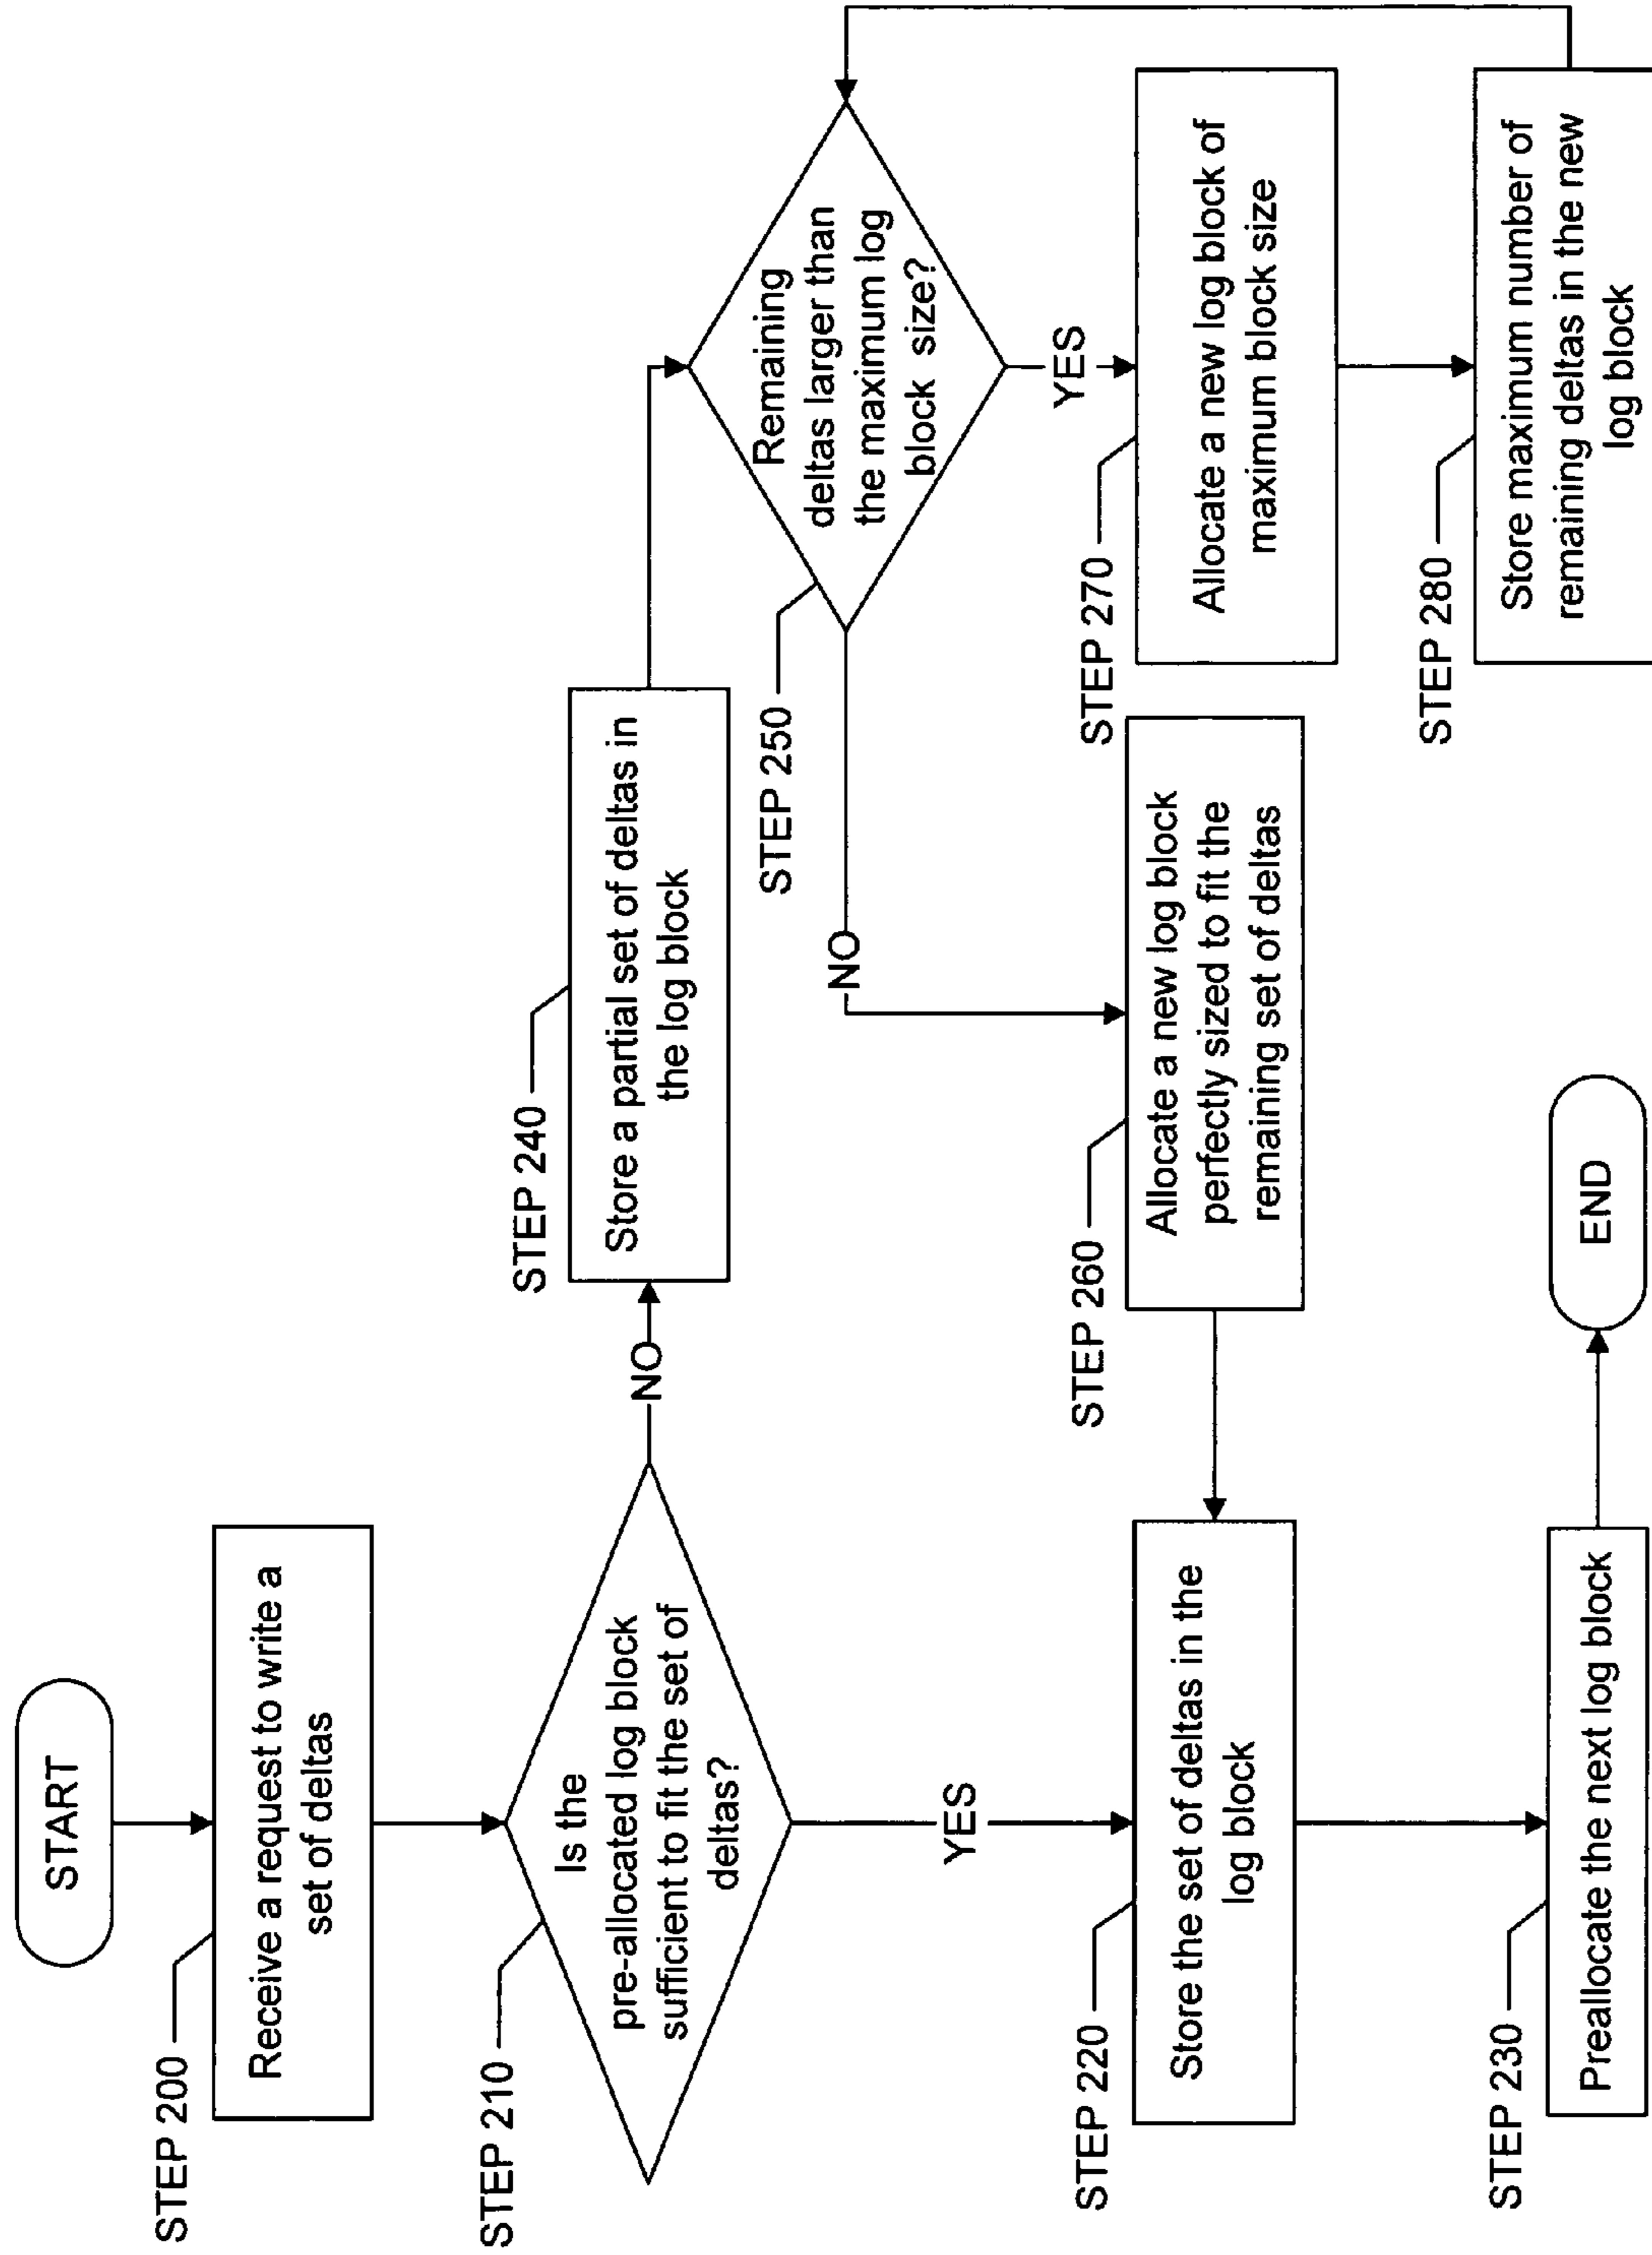 START
STEP 200
Receive a request to write a
set of deltas
STEP 210
Is the
pre-allocated log block
sufficient to fit the set of
deltas?
NO
YES
STEP 240
Store a partial set of deltas in
the log block
STEP 250
Remaining
deltas larger than
the maximum log
block size?
NO
YES
STEP 260
Allocate a new log block
perfectly sized to fit the
remaining set of deltas
STEP 270
Allocate a new log block of
maximum block size
STEP 280
Store maximum number of
remaining deltas in the new
log block
STEP 220
Store the set of deltas in the
log block
STEP 230
Preallocate the next log block
END